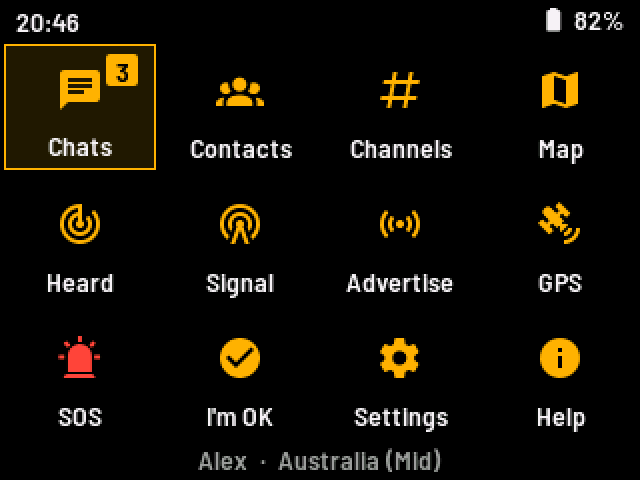 20:46 82%
3
Chats Contacts Channels Map
Heard Signal Advertise GPS
SOS I'm OK Settings Help
Alex · Australia (Mid)